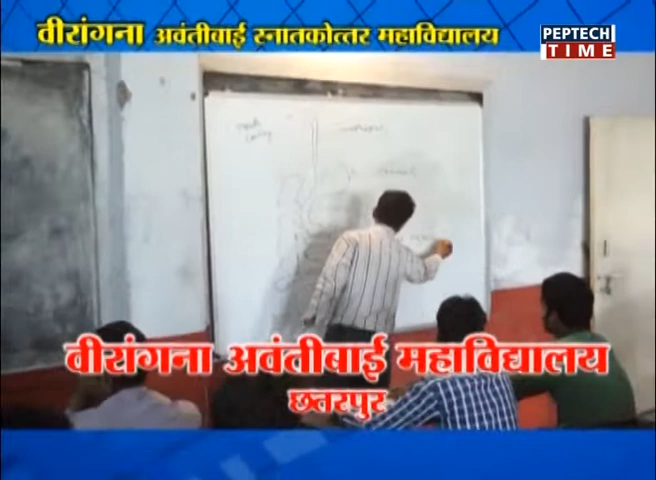 वीरांगना अवंतीबाई स्नातकोत्तर महाविद्यालय
PEPTECH
TIME
वीरांगना अवंतीबाई महाविद्यालय
छतरपुर